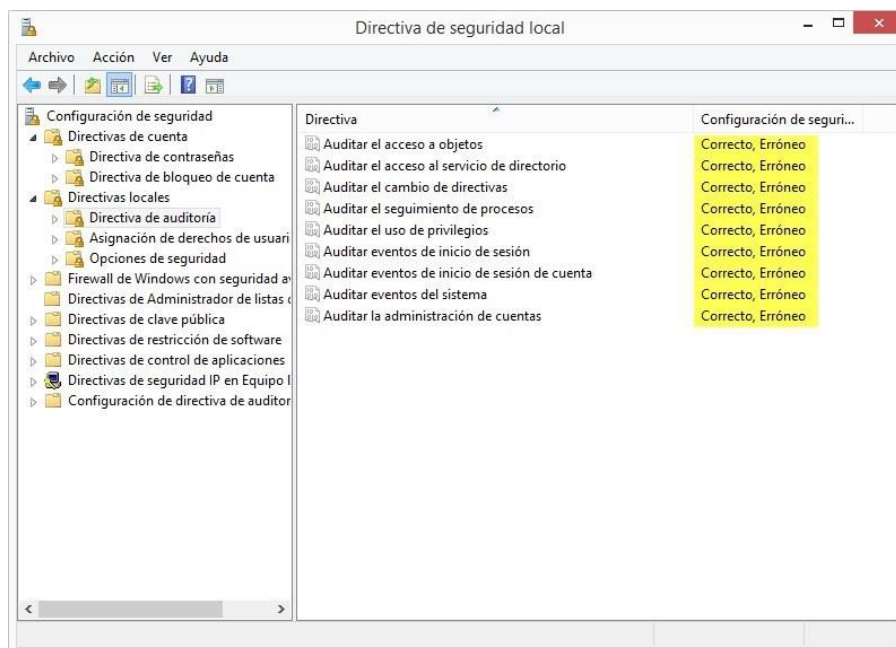 Directiva de seguridad local
Archivo Acción Ver Ayuda
Configuración de seguridad
Directivas de cuenta
Directiva de contraseñas
Directiva de bloqueo de cuenta
Directivas locales
Directiva de auditoría
Asignación de derechos de usuari
Opciones de seguridad
Firewall de Windows con seguridad a
Directivas de Administrador de listas
Directivas de clave pública
Directivas de restricción de software
Directivas de control de aplicaciones
Directivas de seguridad IP en Equipo l
Configuración de directiva de auditor
Directiva Configuración de seguri...
Auditar el acceso a objetos Correcto, Erróneo
Auditar el acceso al servicio de directorio Correcto, Erróneo
Auditar el cambio de directivas Correcto, Erróneo
Auditar el seguimiento de procesos Correcto, Erróneo
Auditar el uso de privilegios Correcto, Erróneo
Auditar eventos de inicio de sesión Correcto, Erróneo
Auditar eventos de inicio de sesión de cuenta Correcto, Erróneo
Auditar eventos del sistema Correcto, Erróneo
Auditar la administración de cuentas Correcto, Erróneo